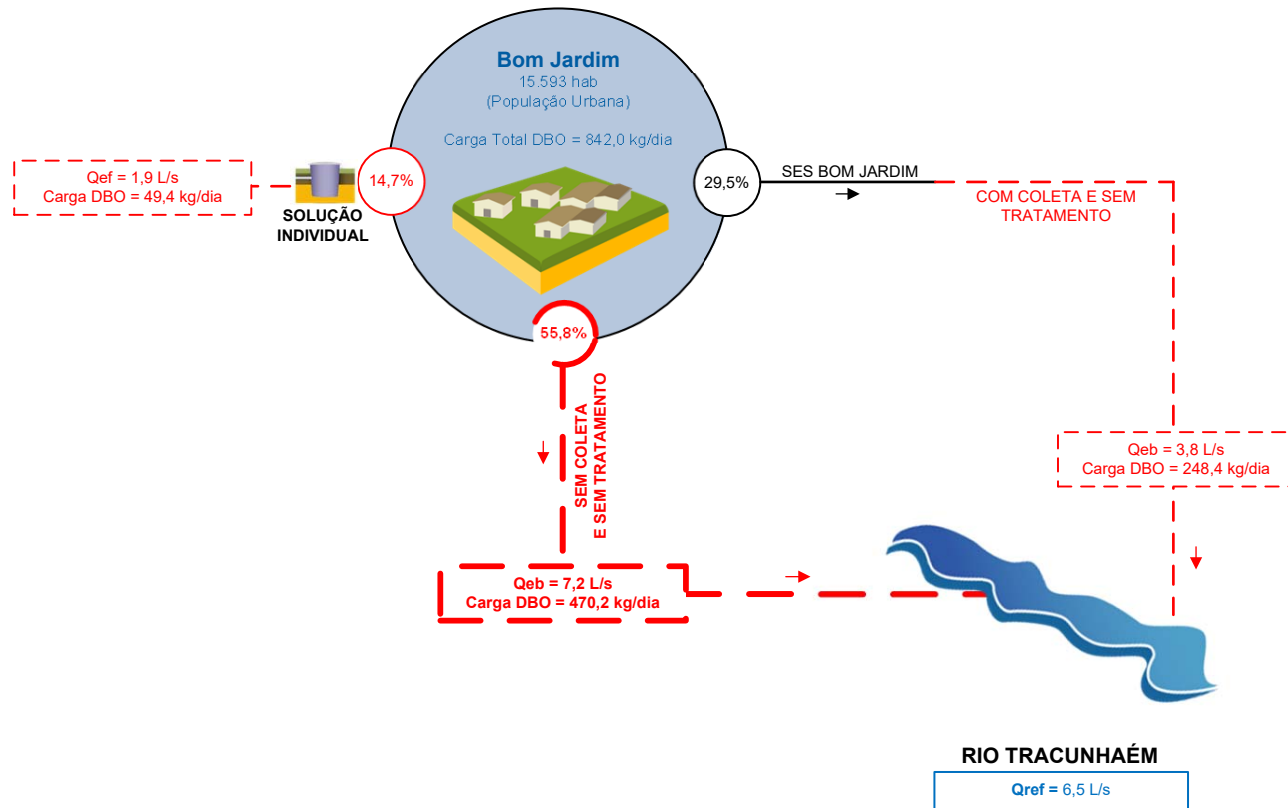 Bom Jardim
15.593 hab
(População Urbana)
Carga Total DBO = 842,0 kg/dia
Qef = 1,9 L/s
Carga DBO = 49,4 kg/dia
SOLUÇÃO
INDIVIDUAL
14,7%
29,5%
SES BOM JARDIM
COM COLETA E SEM
TRATAMENTO
55,8%
SEM COLETA
E SEM TRATAMENTO
Qeb = 3,8 L/s
Carga DBO = 248,4 kg/dia
Qeb = 7,2 L/s
Carga DBO = 470,2 kg/dia
RIO TRACUNHAÉM
Qref = 6,5 L/s